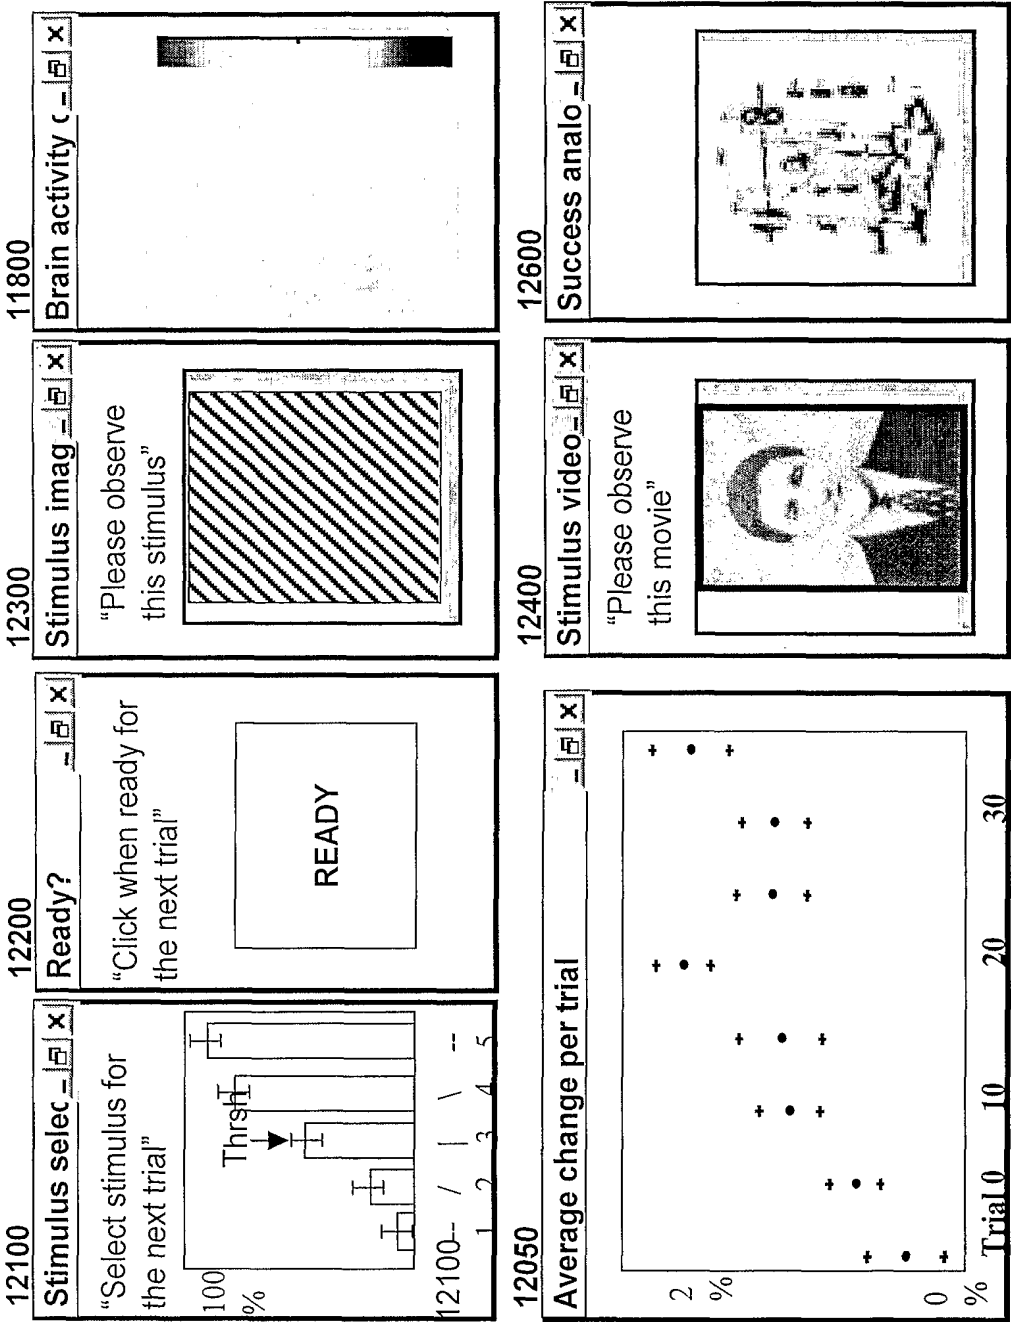 12100
Stimulus selec
“Select stimulus for
the next trial”
100
%
Thrsh
12100-- / | \ --
1 2 3 4 5
12200
Ready?
“Click when ready for
the next trial”
READY
12300
Stimulus imag
“Please observe
this stimulus”
11800
Brain activity c
12050
Average change per trial
2
%
0
%
Trial 0 10 20 30
12400
Stimulus video
“Please observe
this movie”
12600
Success analo